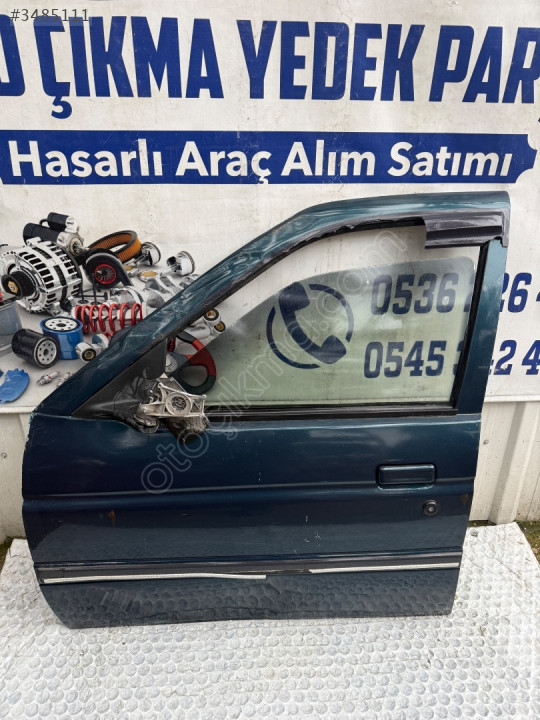 #3485111
ÇIKMA YEDEK PAR
Hasarlı Araç Alım Satımı
0536
0545
otoçıkma.com